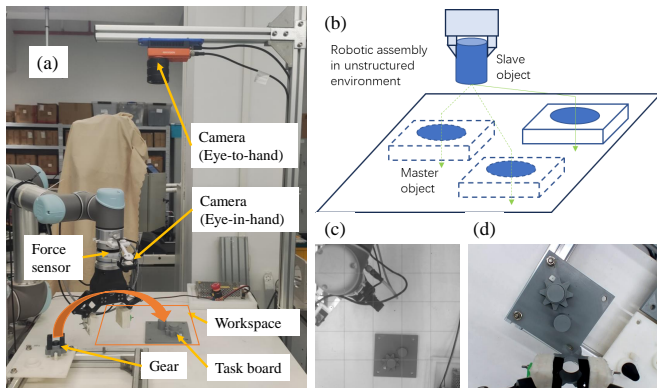 (a)
Camera
(Eye-to-hand)
Camera
(Eye-in-hand)
Force
sensor
Workspace
Gear
Task board
(b)
Robotic assembly
in unstructured
environment
Slave
object
Master
object
(c)
(d)